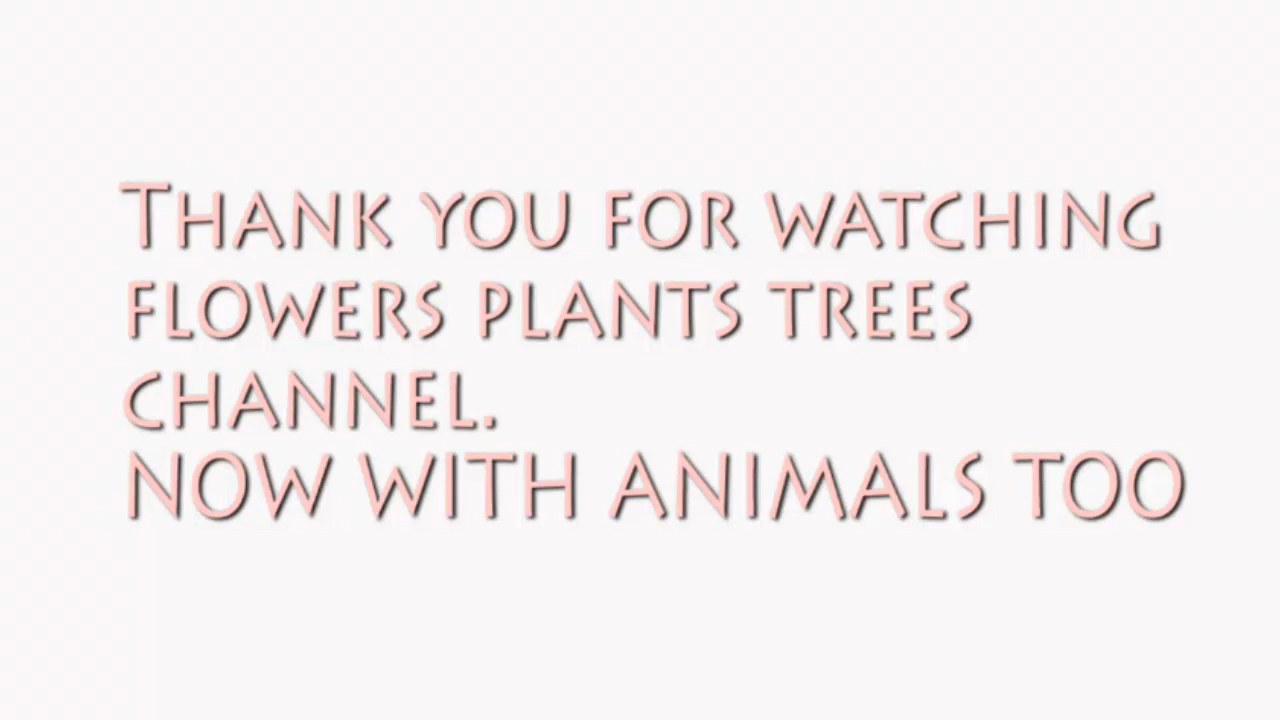 Thank you for watching
flowers plants trees
channel.
NOW WITH ANIMALS TOO